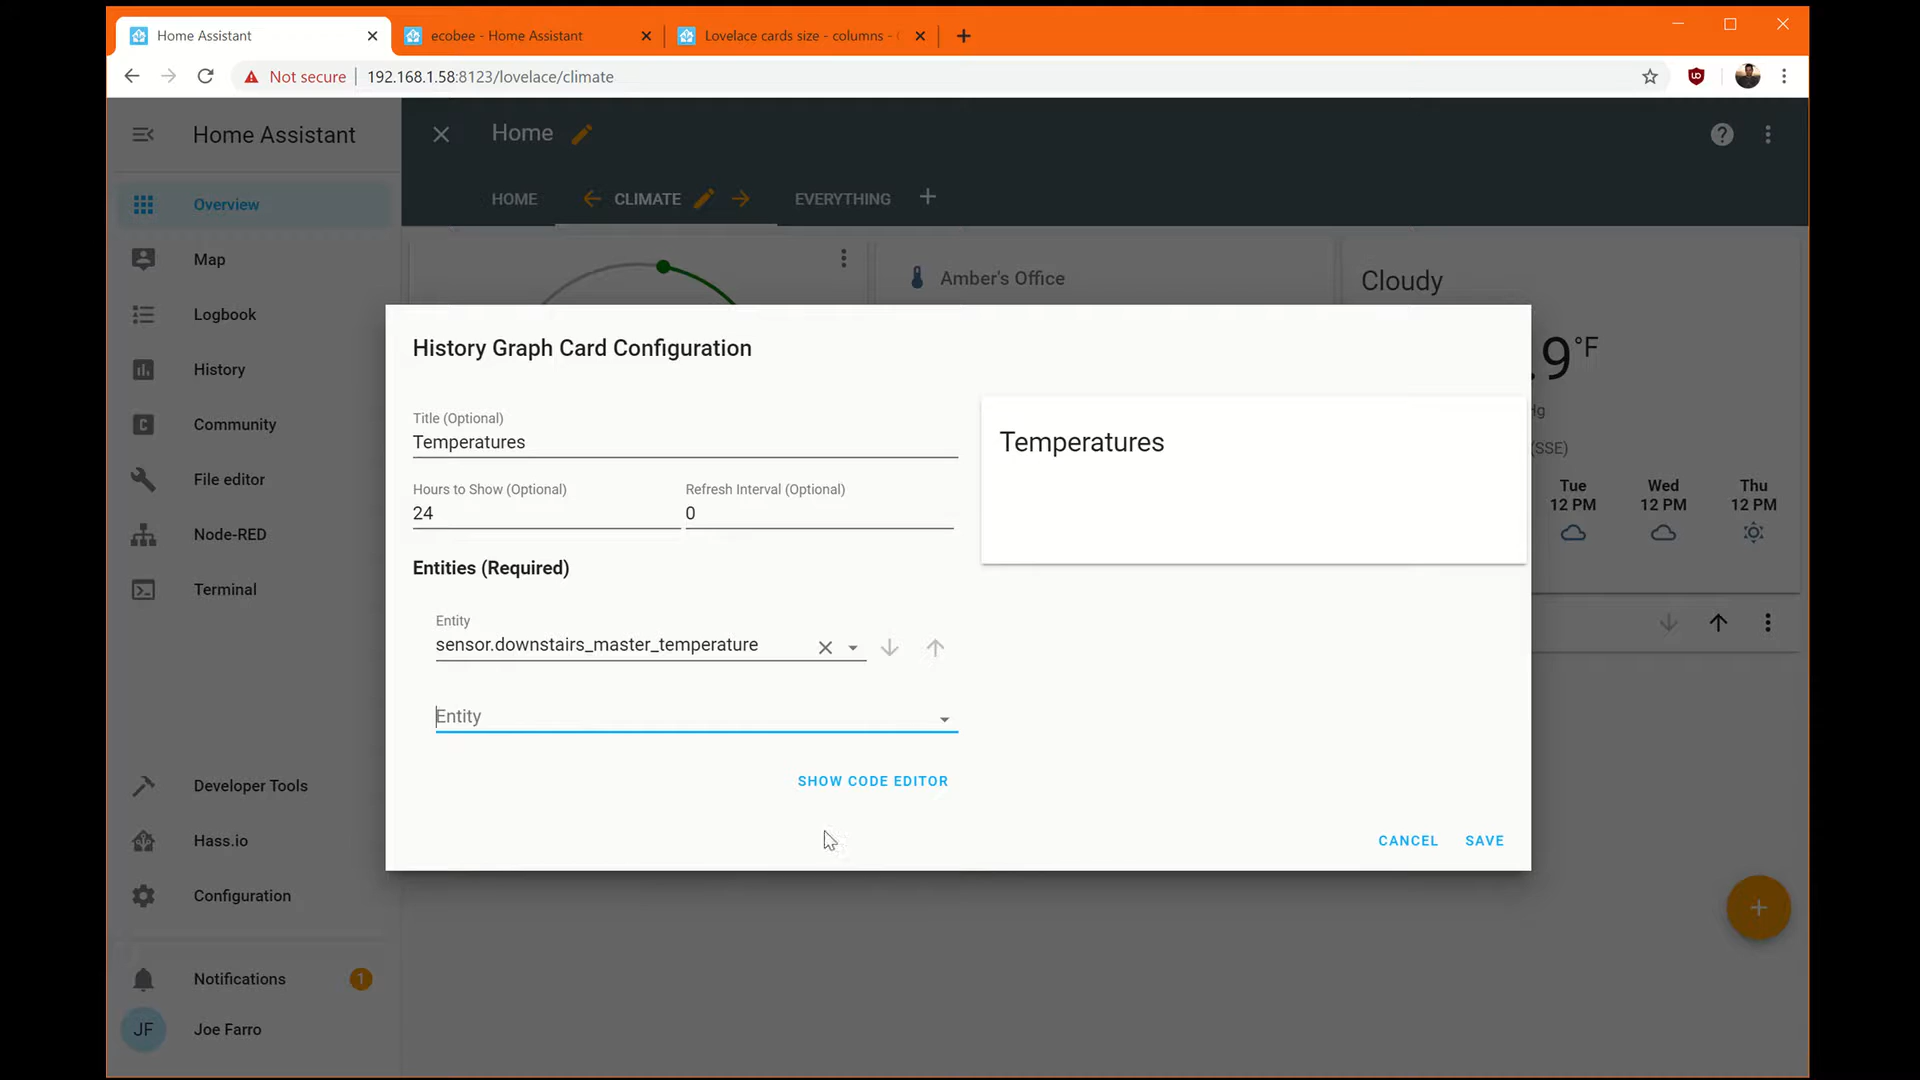 Home Assistant
ecobee - Home Assistant
Lovelace cards size - columns -
Not secure
192.168.1.58:8123/lovelace/climate
Home Assistant
Home
HOME
CLIMATE
EVERYTHING
Overview
Map
Logbook
History
Community
File editor
Node-RED
Terminal
Developer Tools
Hass.io
Configuration
Notifications
1
JF
Joe Farro
Amber's Office
Cloudy
.9 °F
(SSE)
Tue
12 PM
Wed
12 PM
Thu
12 PM
History Graph Card Configuration
Title (Optional)
Temperatures
Hours to Show (Optional)
24
Refresh Interval (Optional)
0
Entities (Required)
Entity
sensor.downstairs_master_temperature
Entity
SHOW CODE EDITOR
Temperatures
CANCEL
SAVE